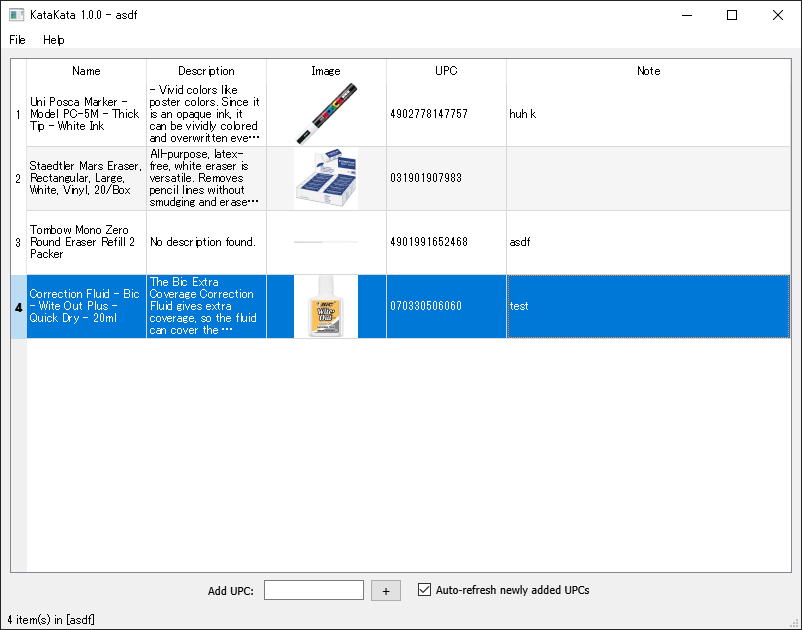 KataKata 1.0.0 - asdf
File Help
Name Description Image UPC Note
1
Uni Posca Marker -
Model PC-5M - Thick
Tip - White Ink
- Vivid colors like
poster colors. Since it
is an opaque ink, it
can be vividly colored
and overwritten eve…
4902778147757
huh k
2
Staedtler Mars Eraser,
Rectangular, Large,
White, Vinyl, 20/Box
All-purpose, latex-
free, white eraser is
versatile. Removes
pencil lines without
smudging and erase…
031901907983
3
Tombow Mono Zero
Round Eraser Refill 2
Packer
No description found.
4901991652468
asdf
4
Correction Fluid - Bic
- Wite Out Plus -
Quick Dry - 20ml
The Bic Extra
Coverage Correction
Fluid gives extra
coverage, so the fluid
can cover the …
BIC
Wite-
Out
070330506060
test
Add UPC: + Auto-refresh newly added UPCs
4 item(s) in [asdf]